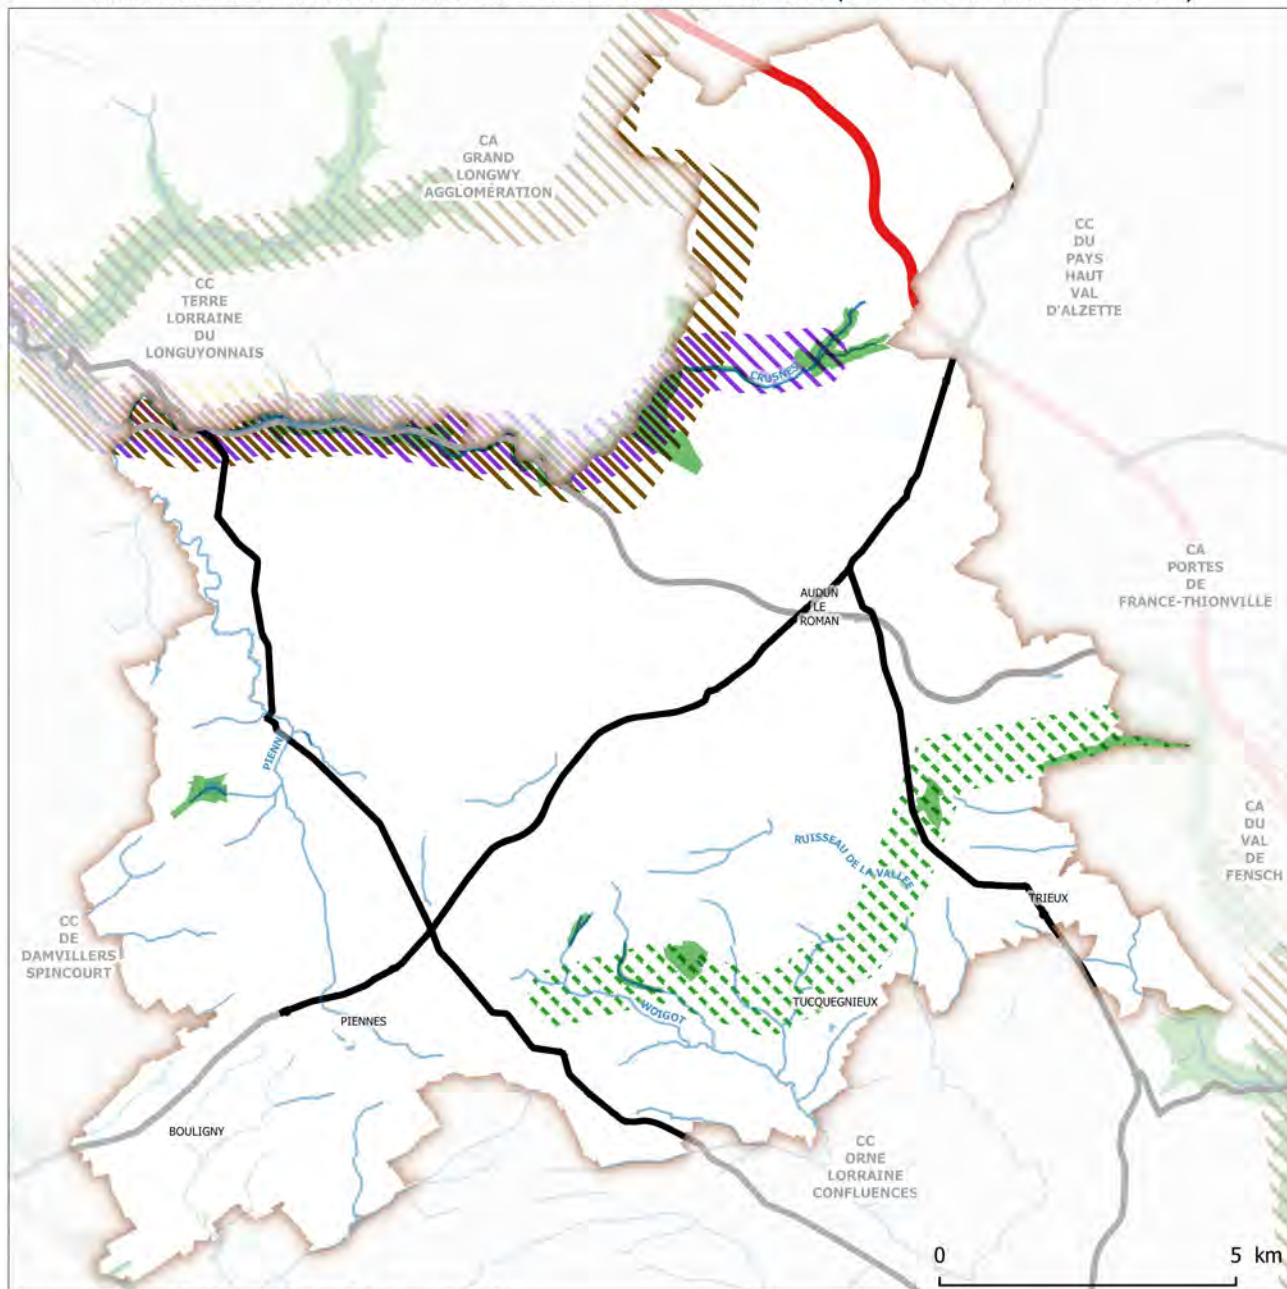 CA
GRAND
LONGWY
AGGLOMÉRATION
CC
DU
PAYS
HAUT
VAL
D'ALZETTE
CC
TERRE
LORRAINE
DU
LONGUYONNAIS
CRUSNES
CA
PORTES
DE
FRANCE-THIONVILLE
AUDUN
LE
ROMAN
PIENN
CA
DU
VAL
DE
FENSCH
RUISSEAU DE LA VALLÉE
TRIEUX
CC
DE
DAMVILLERS
SPINCOURT
TUCQUEGNIEUX
WOIGOT
PIENNES
BOULIGNY
CC
ORNE
LORRAINE
CONFLUENCES
0 5 km